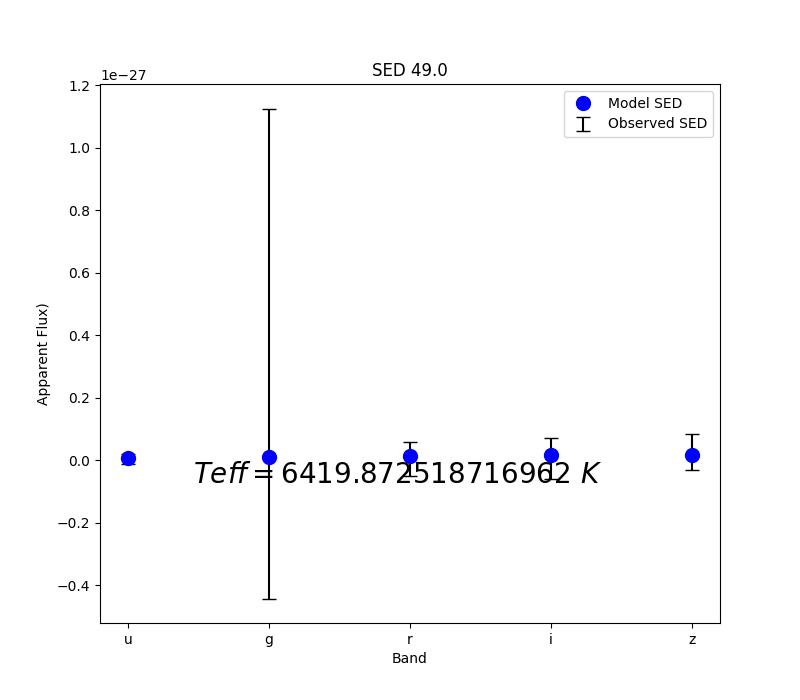 SED 49.0
1e−27
Model SED
Observed SED
1.2
1.0
0.8
0.6
0.4
0.2
0.0
−0.2
−0.4
Apparent Flux)
Teff = 6419.872518716962 K
u g r i z
Band